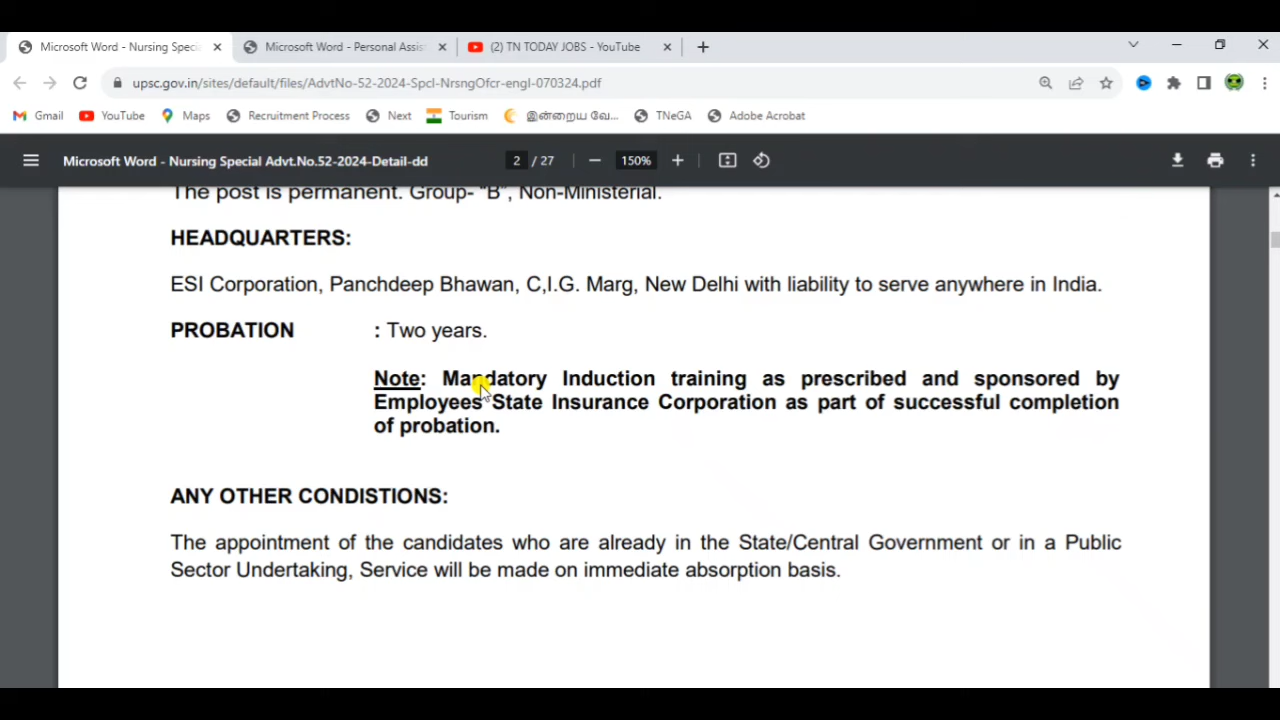 Microsoft Word - Nursing Speci
Microsoft Word - Personal Assis
(2) TN TODAY JOBS - YouTube
upsc.gov.in/sites/default/files/AdvtNo-52-2024-Spcl-NrsngOfcr-engl-070324.pdf
Gmail YouTube Maps Recruitment Process Next Tourism இன்றைய வே... TNeGA Adobe Acrobat
Microsoft Word - Nursing Special Advt.No.52-2024-Detail-dd 2 / 27 150%
The post is permanent. Group- “B”, Non-Ministerial.
HEADQUARTERS:
ESI Corporation, Panchdeep Bhawan, C,I.G. Marg, New Delhi with liability to serve anywhere in India.
PROBATION : Two years.
Note: Mandatory Induction training as prescribed and sponsored by
Employees State Insurance Corporation as part of successful completion
of probation.
ANY OTHER CONDISTIONS:
The appointment of the candidates who are already in the State/Central Government or in a Public
Sector Undertaking, Service will be made on immediate absorption basis.